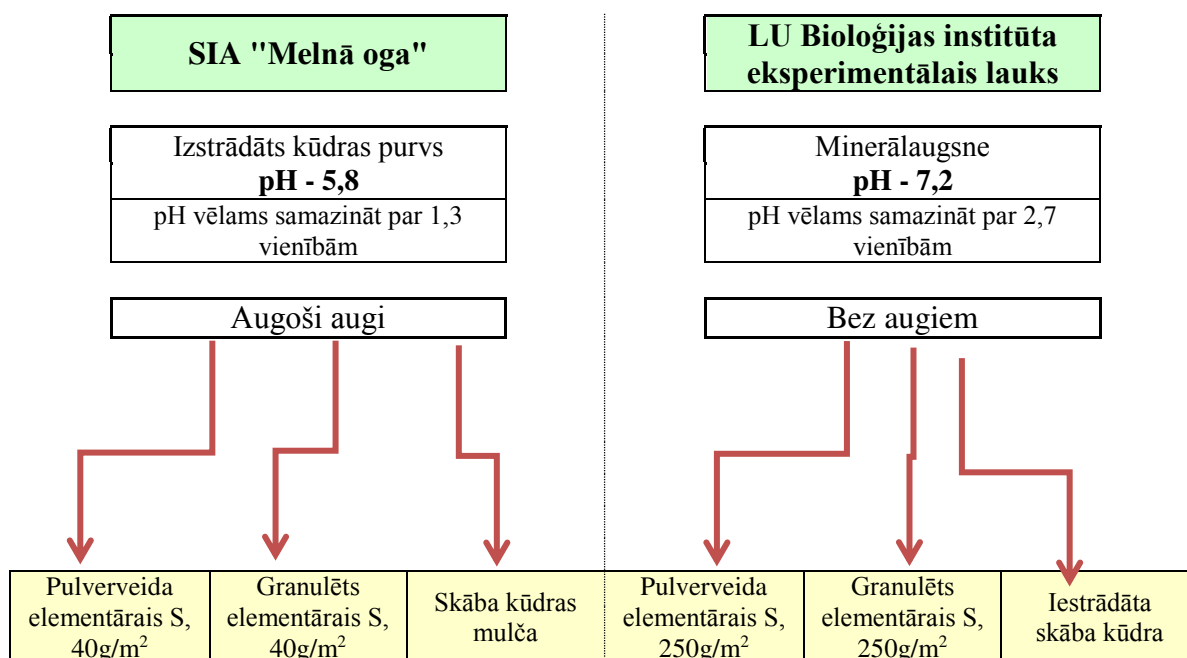 SIA "Melnā oga"
Izstrādāts kūdras purvs
pH - 5,8
pH vēlams samazināt par 1,3
vienībām
Augoši augi
Pulverveida
elementārais S,
40g/m²
Granulēts
elementārais S,
40g/m²
Skāba kūdras
mulča
LU Bioloģijas institūta
eksperimentālais lauks
Minerālaugsne
pH - 7,2
pH vēlams samazināt par 2,7
vienībām
Bez augiem
Pulverveida
elementārais S,
250g/m²
Granulēts
elementārais S,
250g/m²
Iestrādāta
skāba kūdra